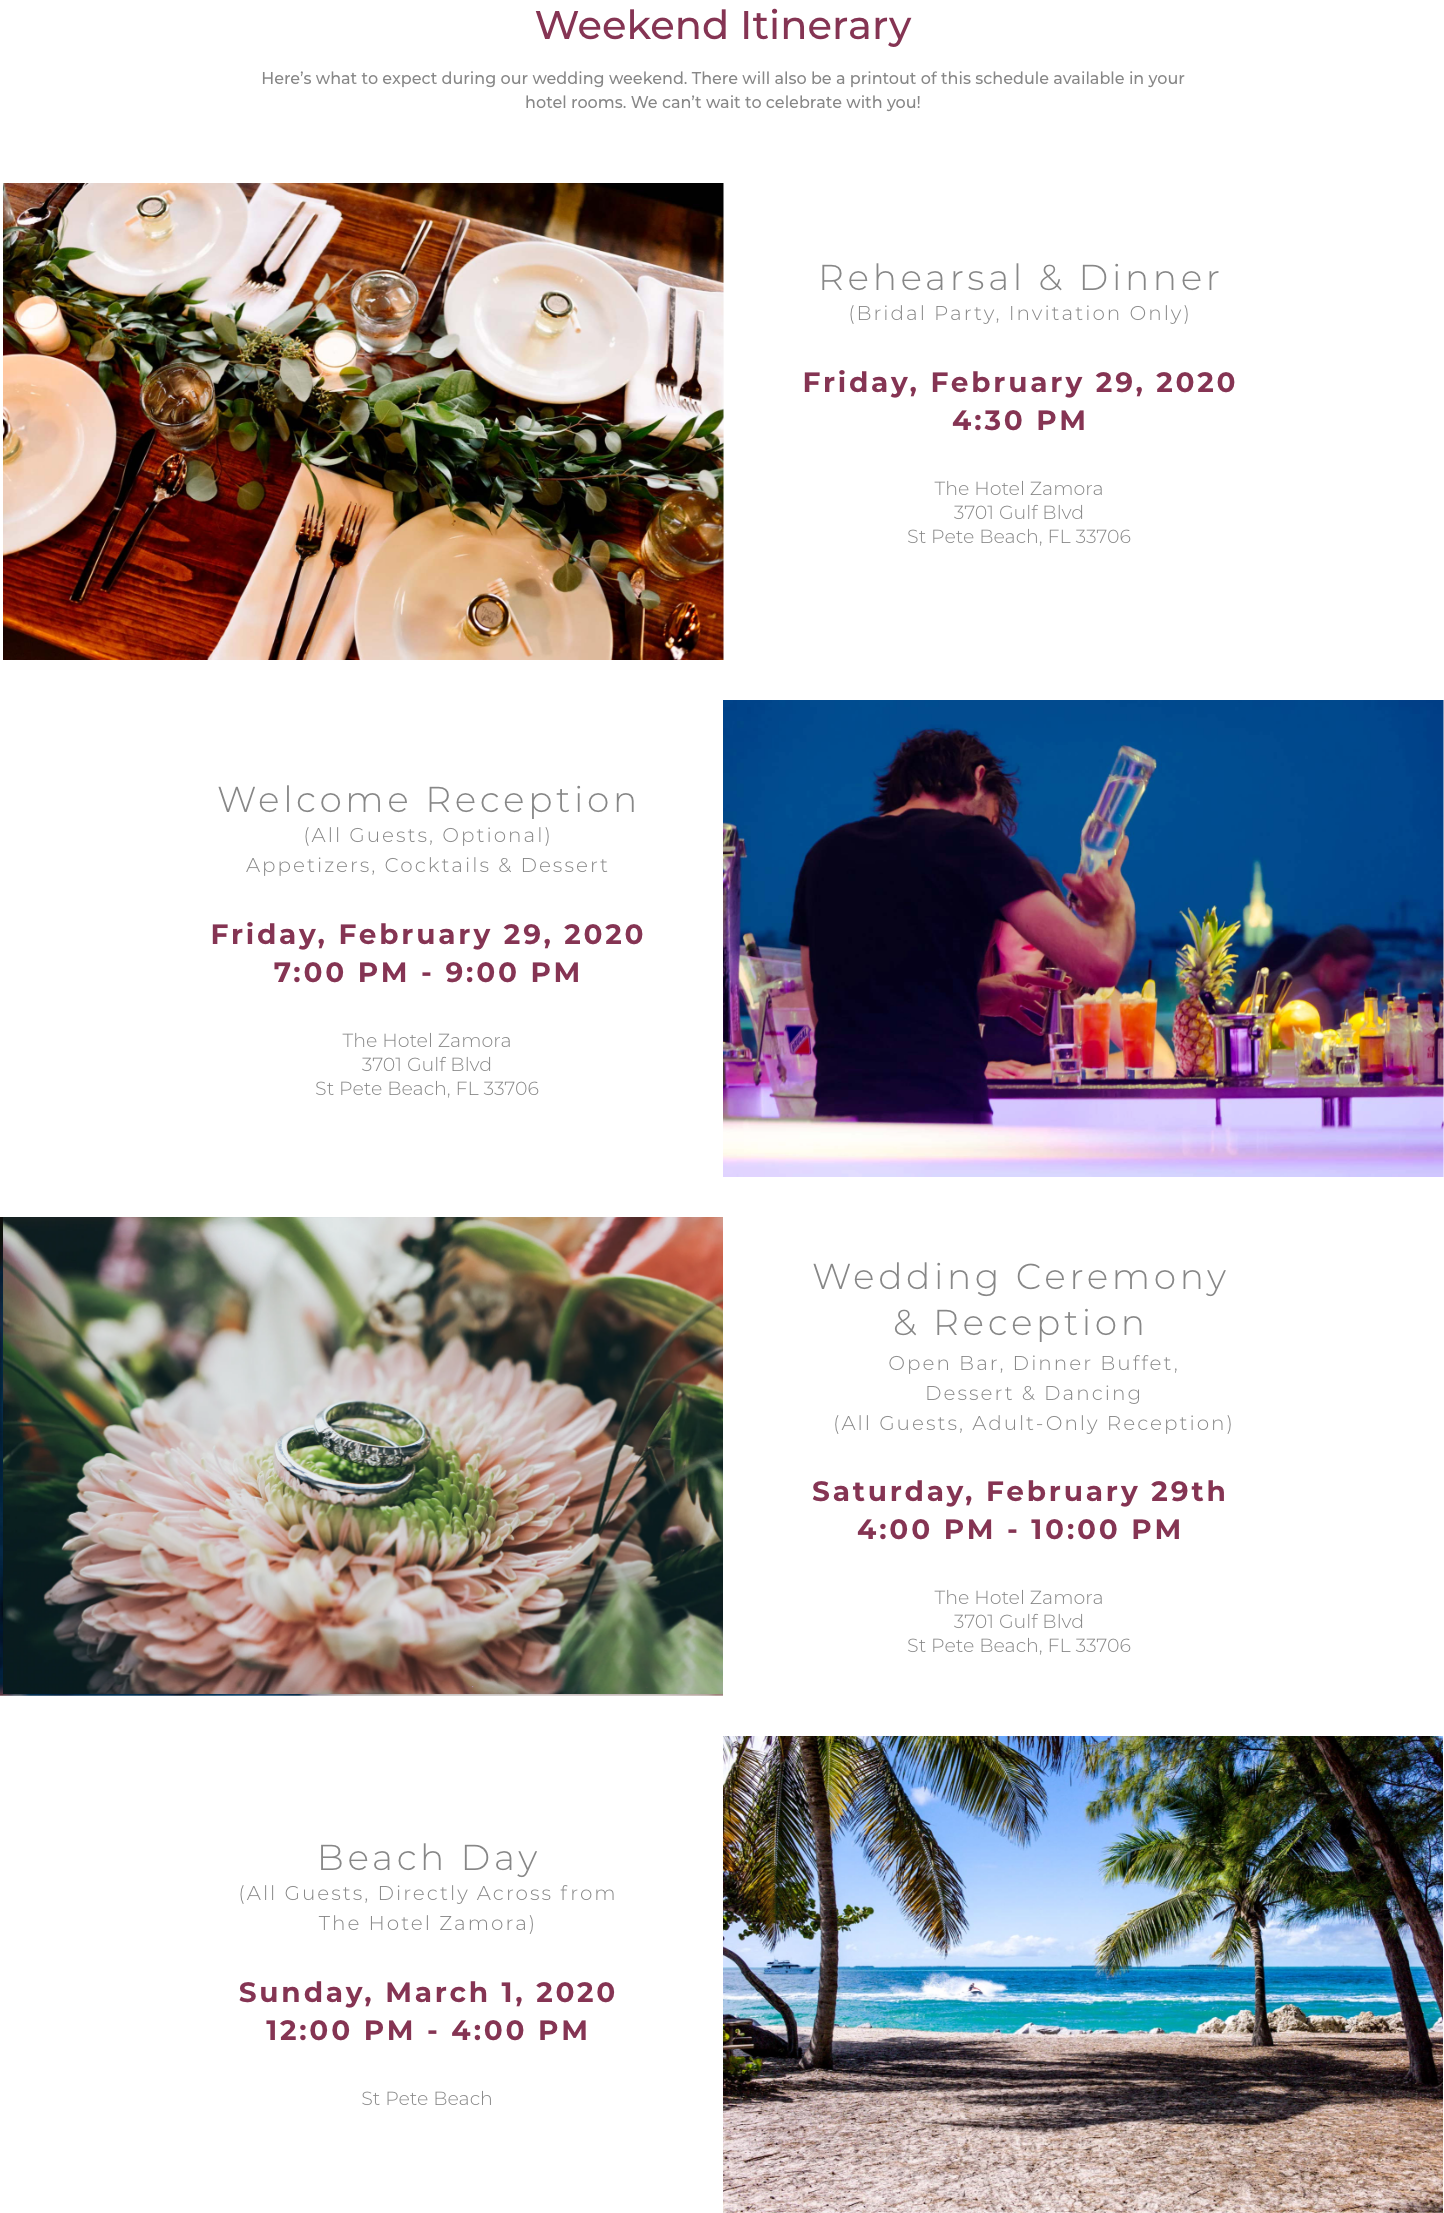 Weekend Itinerary
Here's what to expect during our wedding weekend. There will also be a printout of this schedule available in your
hotel rooms. We can't wait to celebrate with you!
Rehearsal & Dinner
(Bridal Party, Invitation Only)
Friday, February 29, 2020
4:30 PM
The Hotel Zamora
3701 Gulf Blvd
St Pete Beach, FL 33706
Welcome Reception
(All Guests, Optional)
Appetizers, Cocktails & Dessert
Friday, February 29, 2020
7:00 PM - 9:00 PM
The Hotel Zamora
3701 Gulf Blvd
St Pete Beach, FL 33706
Wedding Ceremony
& Reception
Open Bar, Dinner Buffet,
Dessert & Dancing
(All Guests, Adult-Only Reception)
Saturday, February 29th
4:00 PM - 10:00 PM
The Hotel Zamora
3701 Gulf Blvd
St Pete Beach, FL 33706
Beach Day
(All Guests, Directly Across from
The Hotel Zamora)
Sunday, March 1, 2020
12:00 PM - 4:00 PM
St Pete Beach